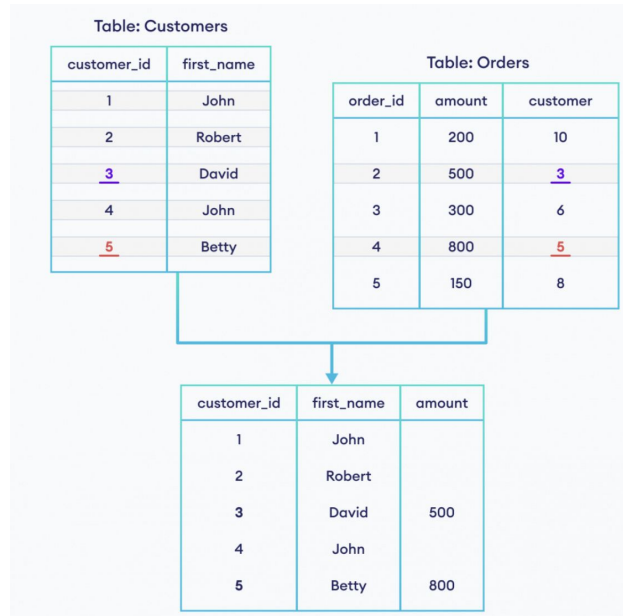 Table: Customers
customer_id first_name
1 John
2 Robert
3 David
4 John
5 Betty
Table: Orders
order_id amount customer
1 200 10
2 500 3
3 300 6
4 800 5
5 150 8
customer_id first_name amount
1 John
2 Robert
3 David 500
4 John
5 Betty 800